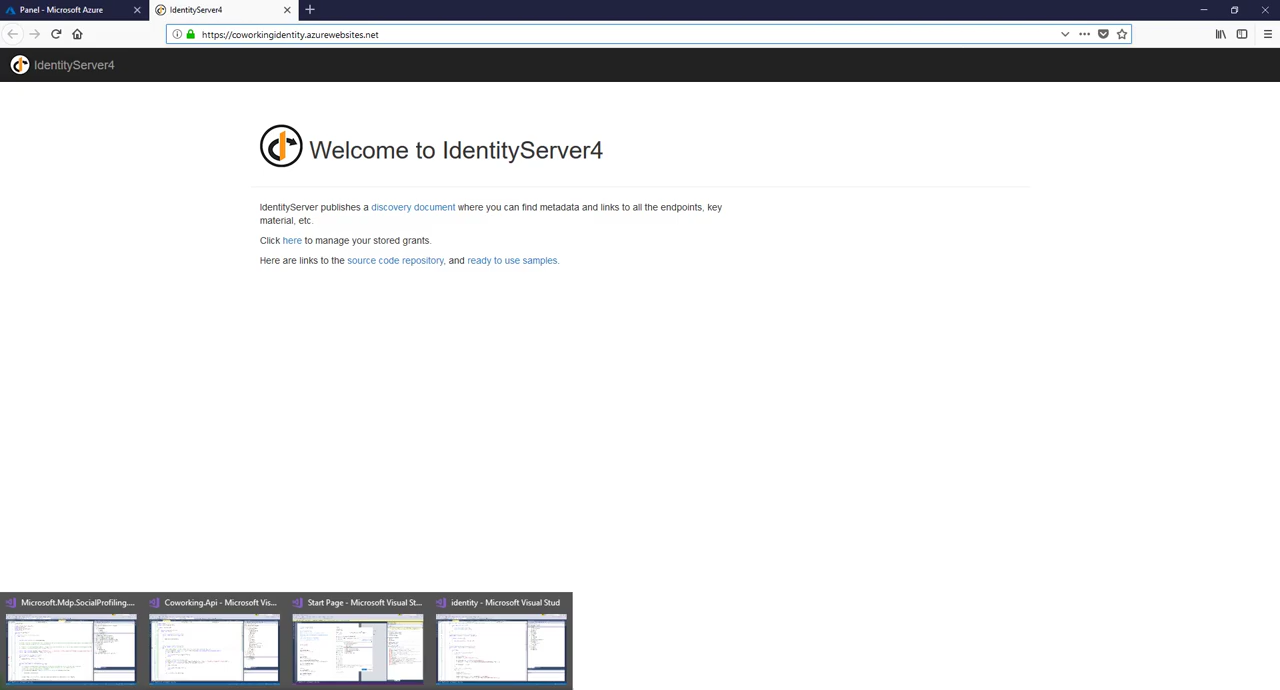 Panel - Microsoft Azure
IdentityServer4
https://coworkingidentity.azurewebsites.net
IdentityServer4
Welcome to IdentityServer4
IdentityServer publishes a discovery document where you can find metadata and links to all the endpoints, key
material, etc.
Click here to manage your stored grants.
Here are links to the source code repository, and ready to use samples.
Microsoft.Mdp.SocialProfiling....
Coworking.Api - Microsoft Vis...
Start Page - Microsoft Visual St...
identity - Microsoft Visual Stud